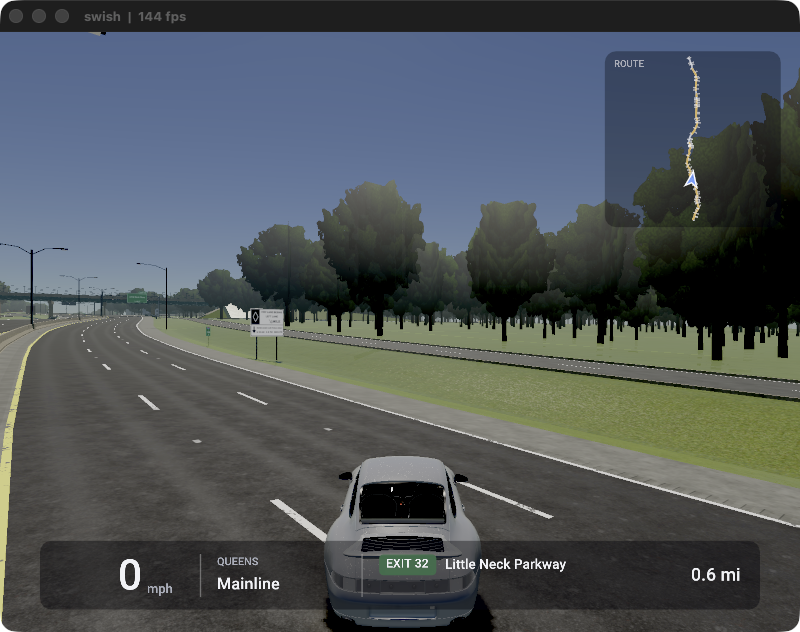 swish | 144 fps
ROUTE
0 mph
QUEENS
Mainline
EXIT 32 Little Neck Parkway
0.6 mi